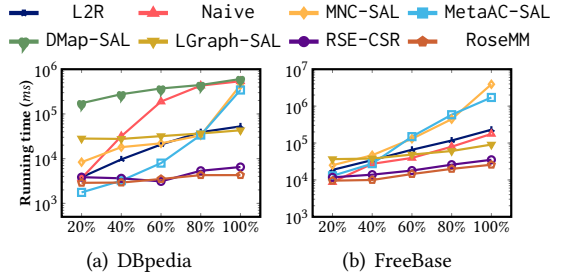 L2R Naive MNC-SAL MetaAC-SAL
DMap-SAL LGraph-SAL RSE-CSR RoseMM
Running time (ms)
10^6
10^5
10^4
10^3
20% 40% 60% 80% 100%
(a) DBpedia
10^7
10^6
10^5
10^4
10^3
20% 40% 60% 80% 100%
(b) FreeBase